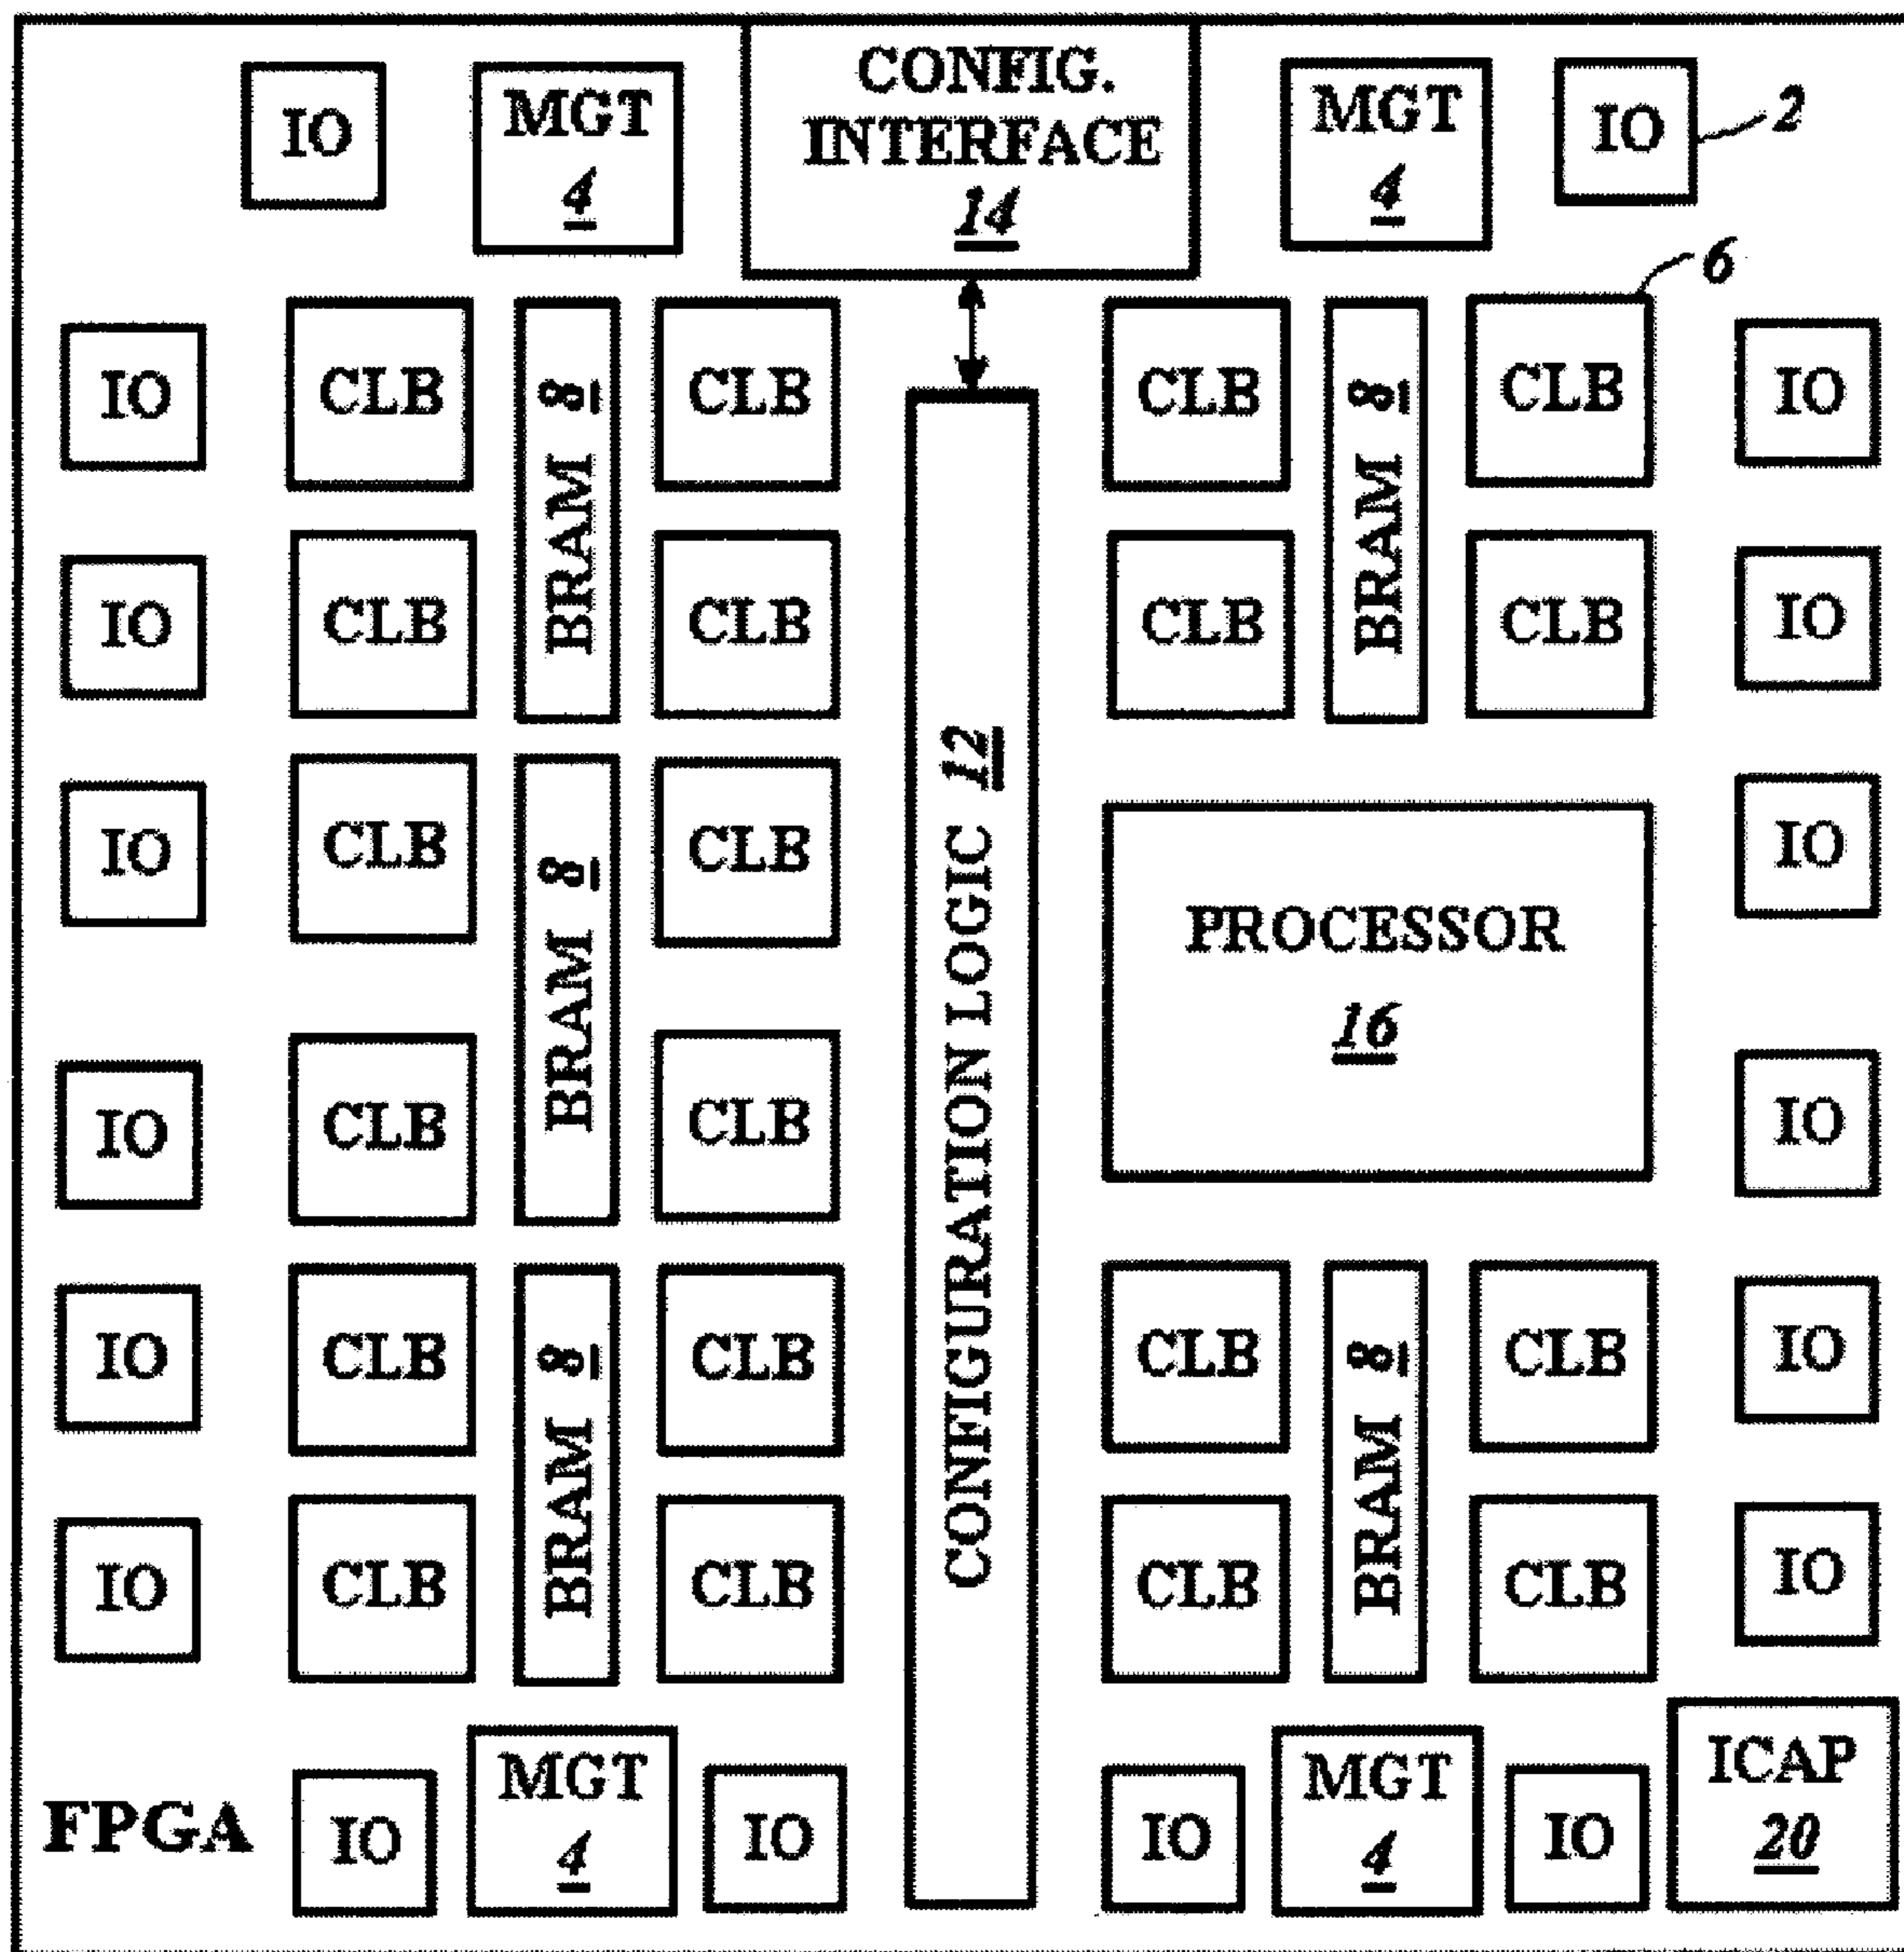 CONFIG.
INTERFACE
14
IO
MGT
4
MGT
4
IO
2
6
IO
CLB
BRAM 8
CLB
CLB
BRAM 8
CLB
IO
IO
CLB
CLB
CLB
CLB
IO
CONFIGURATION LOGIC 12
IO
CLB
BRAM 8
CLB
PROCESSOR
16
IO
IO
CLB
CLB
IO
IO
CLB
BRAM 8
CLB
CLB
BRAM 8
CLB
IO
IO
CLB
CLB
CLB
CLB
IO
FPGA
IO
MGT
4
IO
IO
MGT
4
IO
ICAP
20